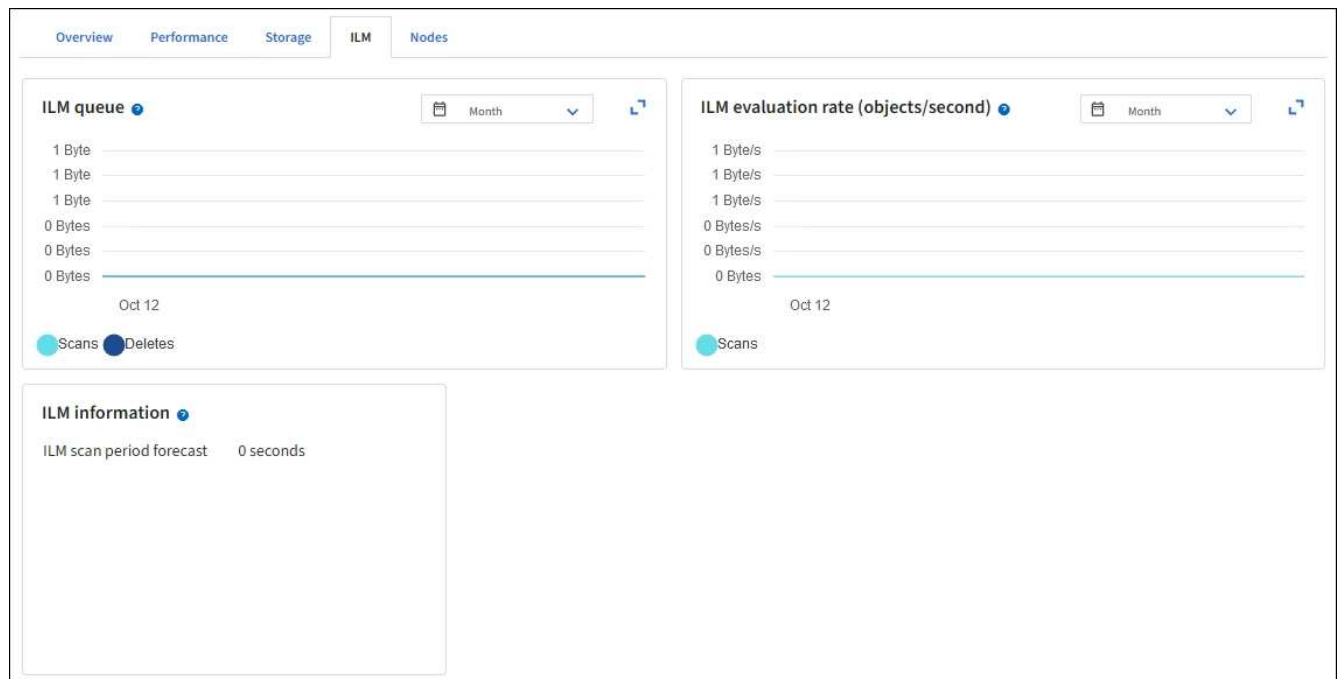 Overview Performance Storage ILM Nodes
ILM queue ?
Month
1 Byte
1 Byte
1 Byte
0 Bytes
0 Bytes
0 Bytes
Oct 12
Scans Deletes
ILM evaluation rate (objects/second) ?
Month
1 Byte/s
1 Byte/s
1 Byte/s
0 Bytes/s
0 Bytes/s
0 Bytes
Oct 12
Scans
ILM information ?
ILM scan period forecast 0 seconds